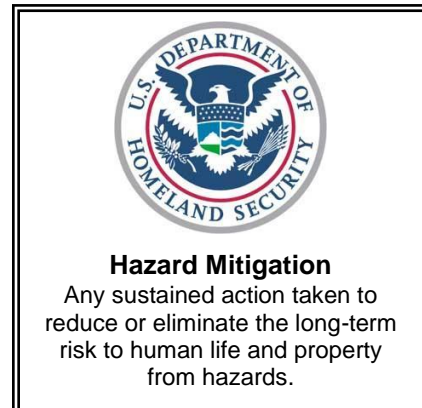 U.S. DEPARTMENT OF
HOMELAND SECURITY
Hazard Mitigation
Any sustained action taken to
reduce or eliminate the long-term
risk to human life and property
from hazards.